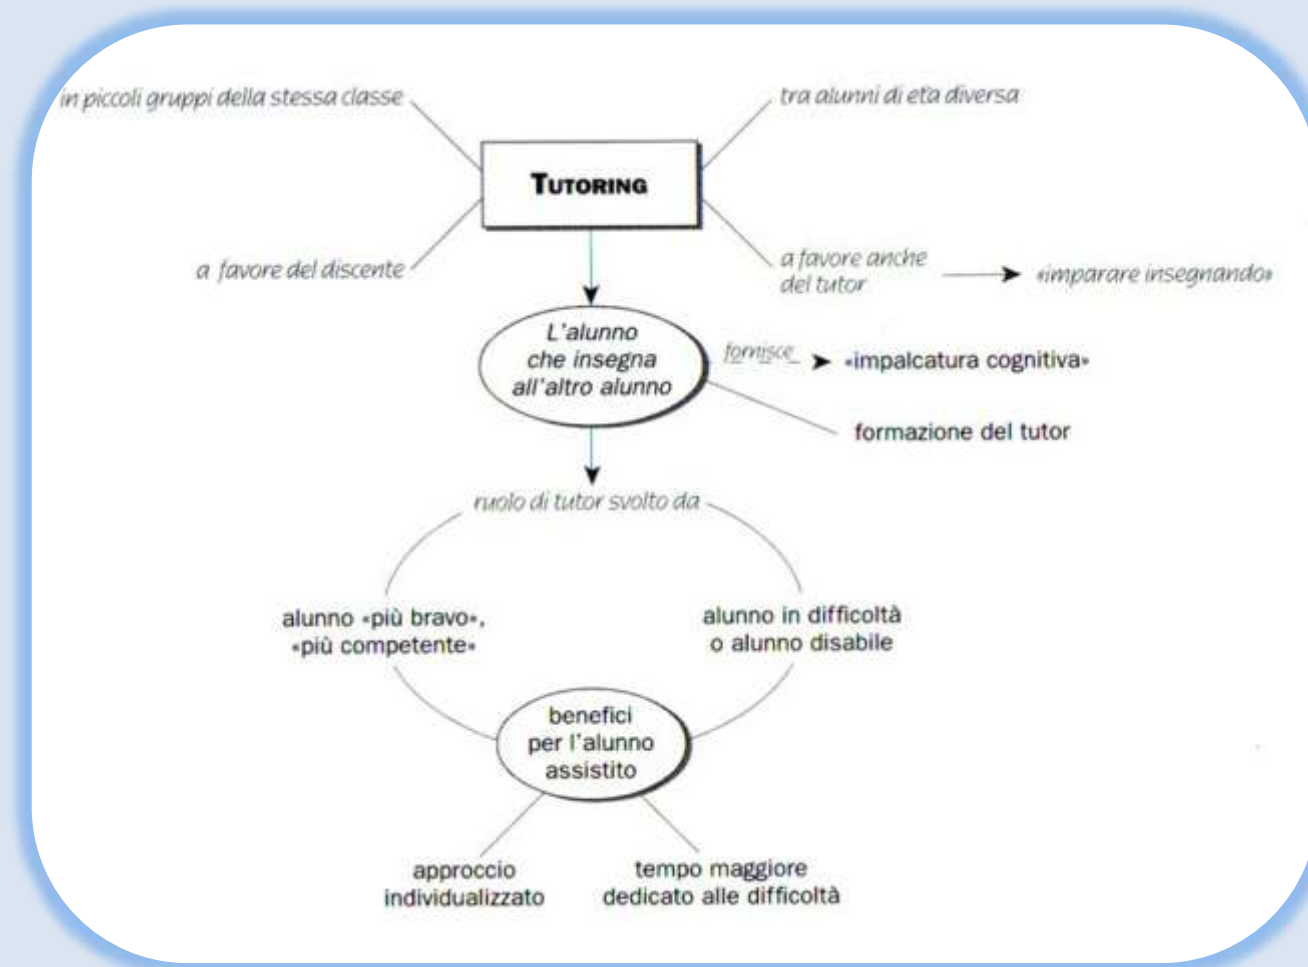 in piccoli gruppi della stessa classe
tra alunni di età diversa
TUTORING
a favore del discente
a favore anche
del tutor
«imparare insegnando»
L'alunno
che insegna
all'altro alunno
fornisce
«impalcatura cognitiva»
formazione del tutor
ruolo di tutor svolto da
alunno «più bravo»,
«più competente»
alunno in difficoltà
o alunno disabile
benefici
per l'alunno
assistito
approccio
individualizzato
tempo maggiore
dedicato alle difficoltà